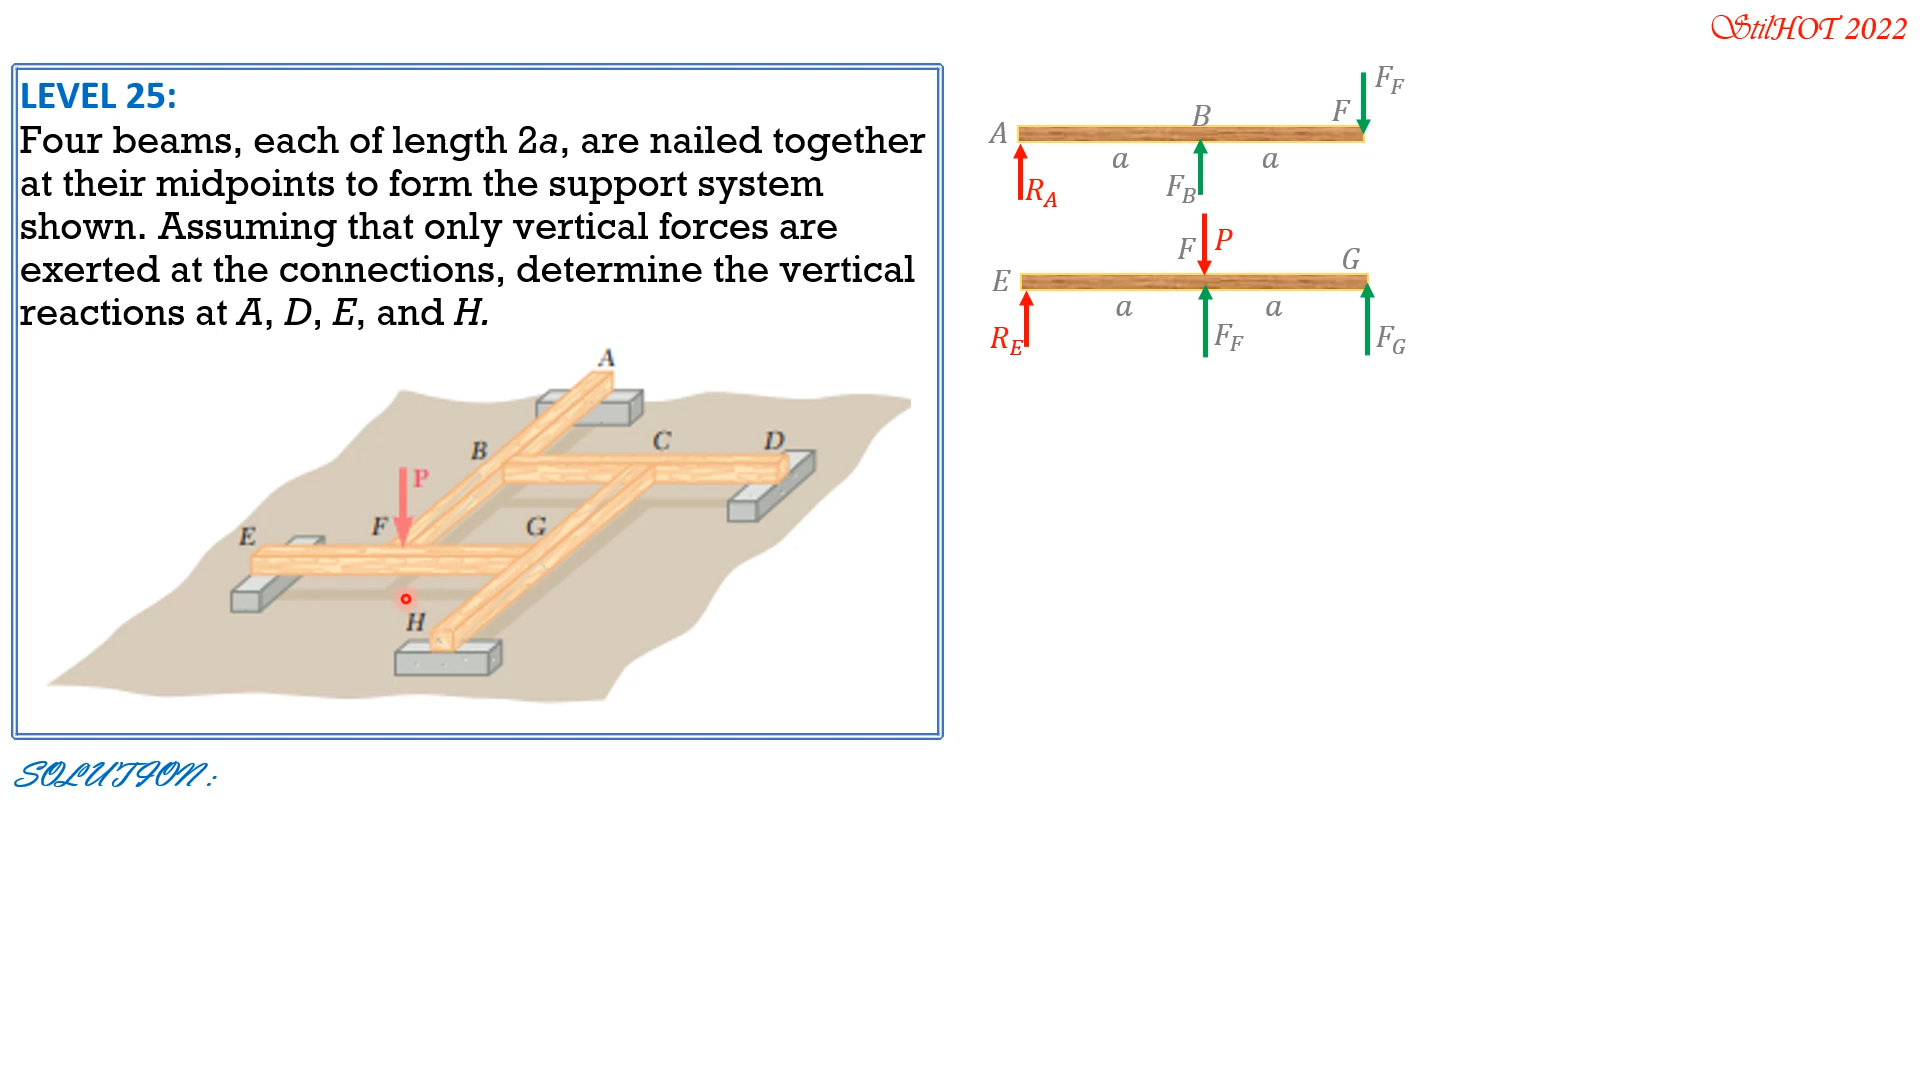 StilHOT 2022
LEVEL 25:
Four beams, each of length 2a, are nailed together
at their midpoints to form the support system
shown. Assuming that only vertical forces are
exerted at the connections, determine the vertical
reactions at A, D, E, and H.
A
B
C
D
P
E
F
G
H
SOLUTION:
F_F
A
B
F
a
a
R_A
F_B
F
P
E
G
a
a
R_E
F_F
F_G